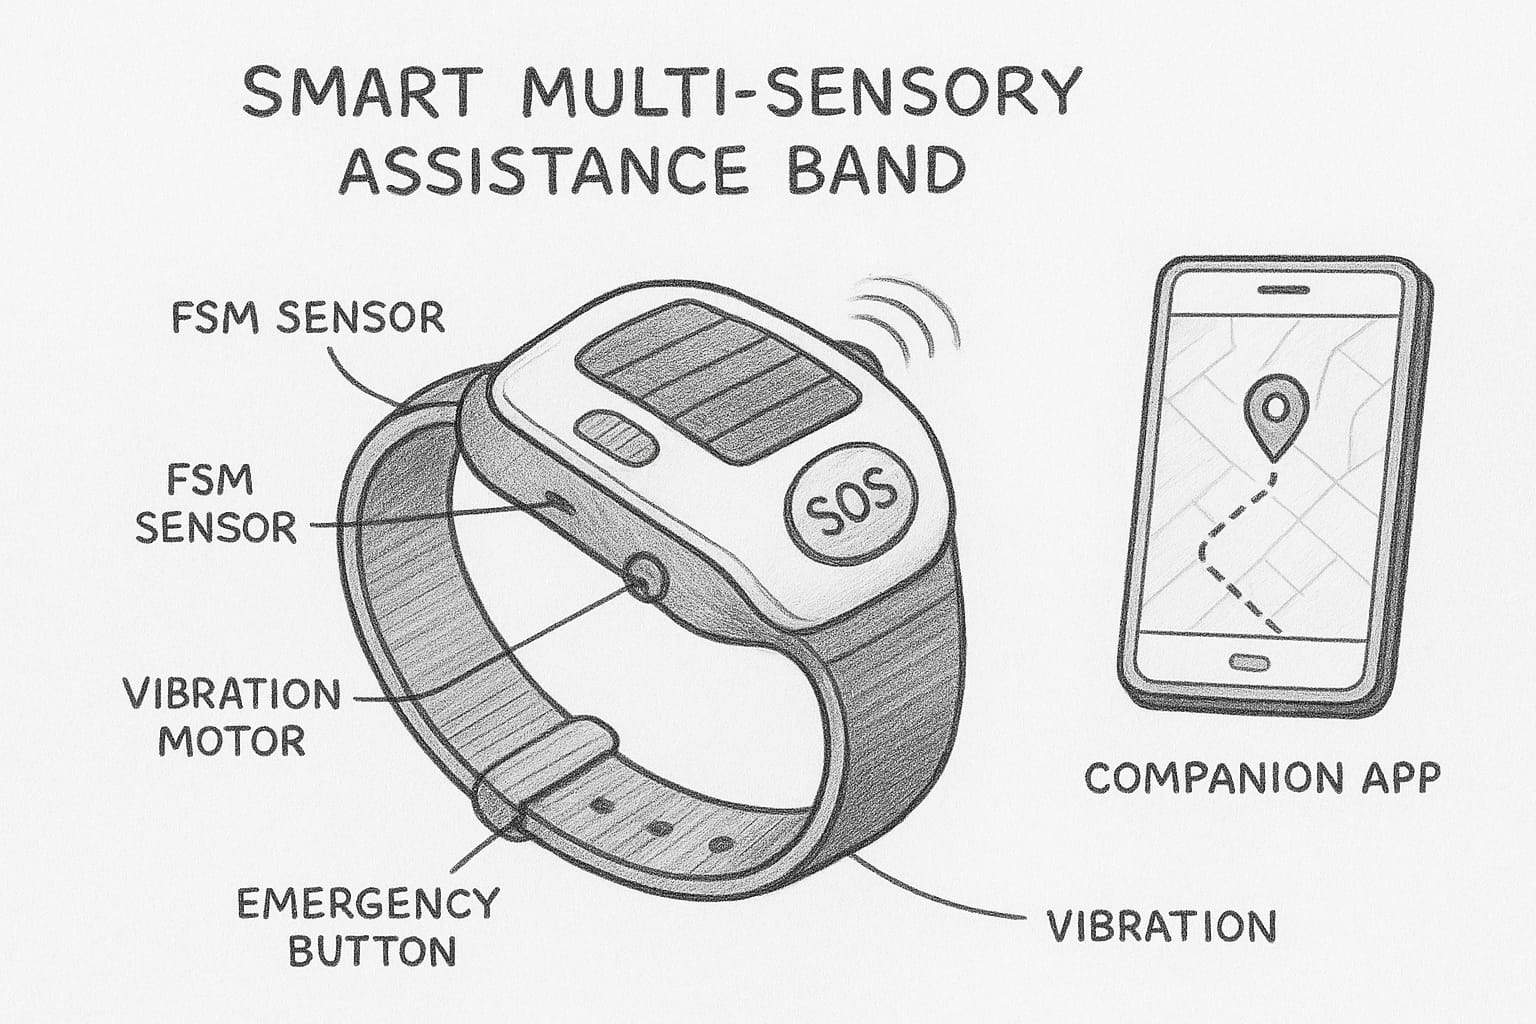 SMART MULTI-SENSORY
ASSISTANCE BAND
FSM SENSOR
FSM
SENSOR
SOS
VIBRATION
MOTOR
EMERGENCY
BUTTON
COMPANION APP
VIBRATION